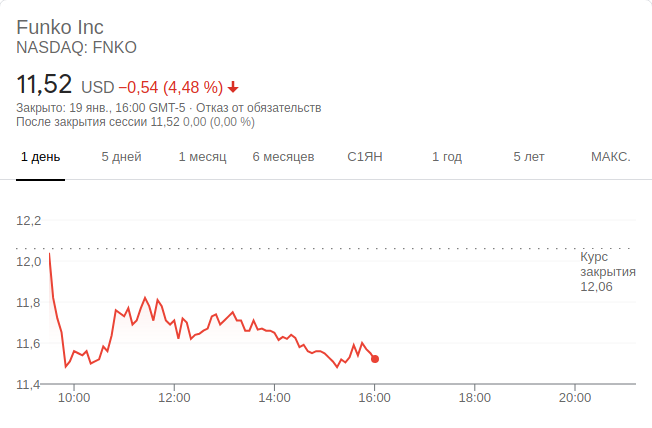 Funko Inc
NASDAQ: FNKO
11,52 USD −0,54 (4,48 %)
Закрыто: 19 янв., 16:00 GMT-5 · Отказ от обязательств
После закрытия сессии 11,52 0,00 (0,00 %)
1 день 5 дней 1 месяц 6 месяцев С1ЯН 1 год 5 лет МАКС.
12,2
12,0
11,8
11,6
11,4
Курс
закрытия
12,06
10:00 12:00 14:00 16:00 18:00 20:00